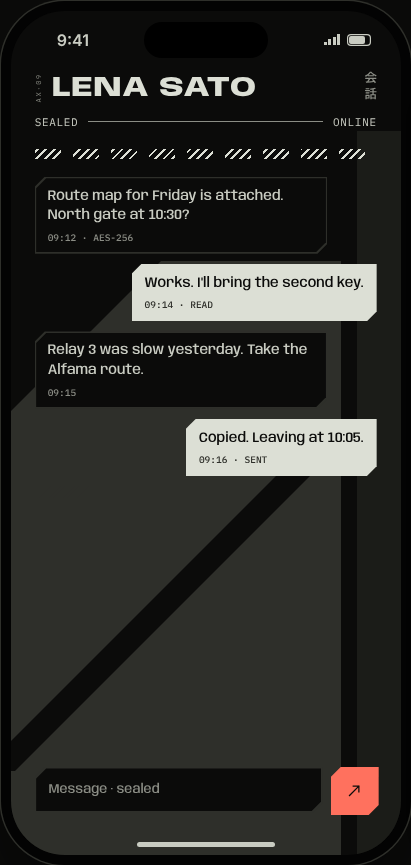 9:41
AX-09
LENA SATO
会話
SEALED
ONLINE
Route map for Friday is attached.
North gate at 10:30?
09:12 · AES-256
Works. I'll bring the second key.
09:14 · READ
Relay 3 was slow yesterday. Take the
Alfama route.
09:15
Copied. Leaving at 10:05.
09:16 · SENT
Message · sealed